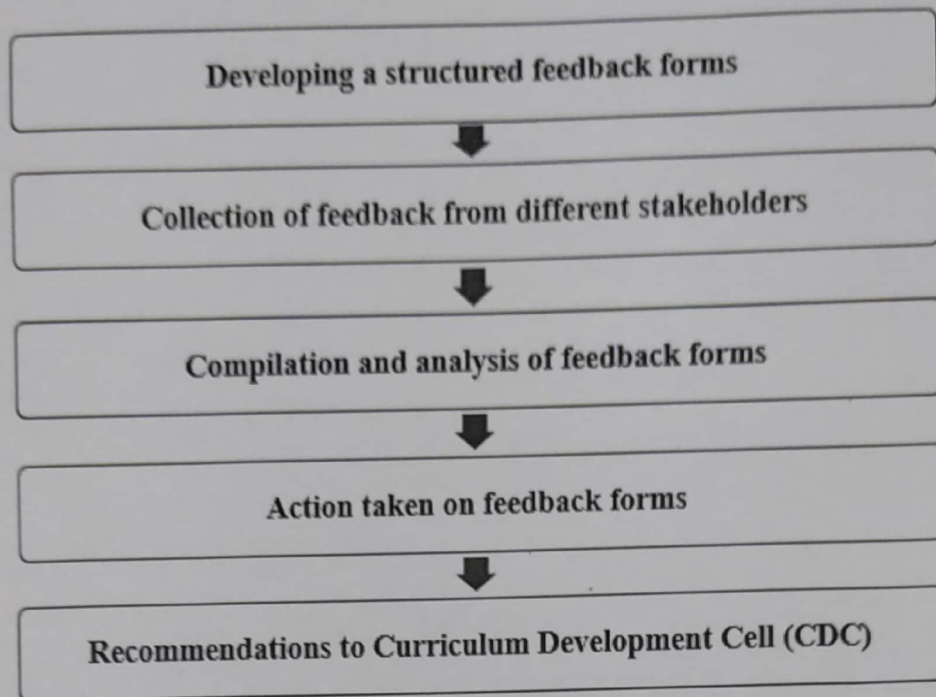 Developing a structured feedback forms
Collection of feedback from different stakeholders
Compilation and analysis of feedback forms
Action taken on feedback forms
Recommendations to Curriculum Development Cell (CDC)